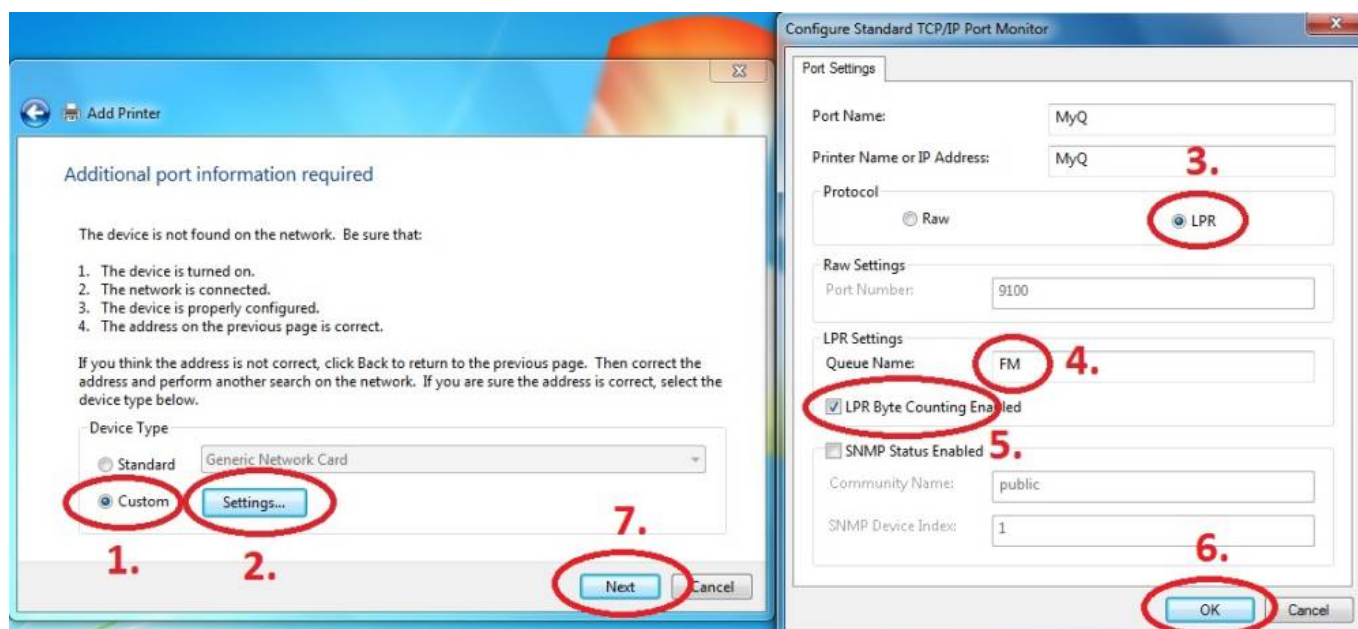 Add Printer
Additional port information required
The device is not found on the network. Be sure that:
1. The device is turned on.
2. The network is connected.
3. The device is properly configured.
4. The address on the previous page is correct.
If you think the address is not correct, click Back to return to the previous page. Then correct the
address and perform another search on the network. If you are sure the address is correct, select the
device type below.
Device Type
Standard Generic Network Card
Custom Settings...
1. 2. 7.
Next Cancel
Configure Standard TCP/IP Port Monitor
Port Settings
Port Name: MyQ
Printer Name or IP Address: MyQ
3.
Protocol
Raw LPR
Raw Settings
Port Number: 9100
LPR Settings
Queue Name: FM 4.
LPR Byte Counting Enabled
SNMP Status Enabled 5.
Community Name: public
SNMP Device Index: 1
6.
OK Cancel